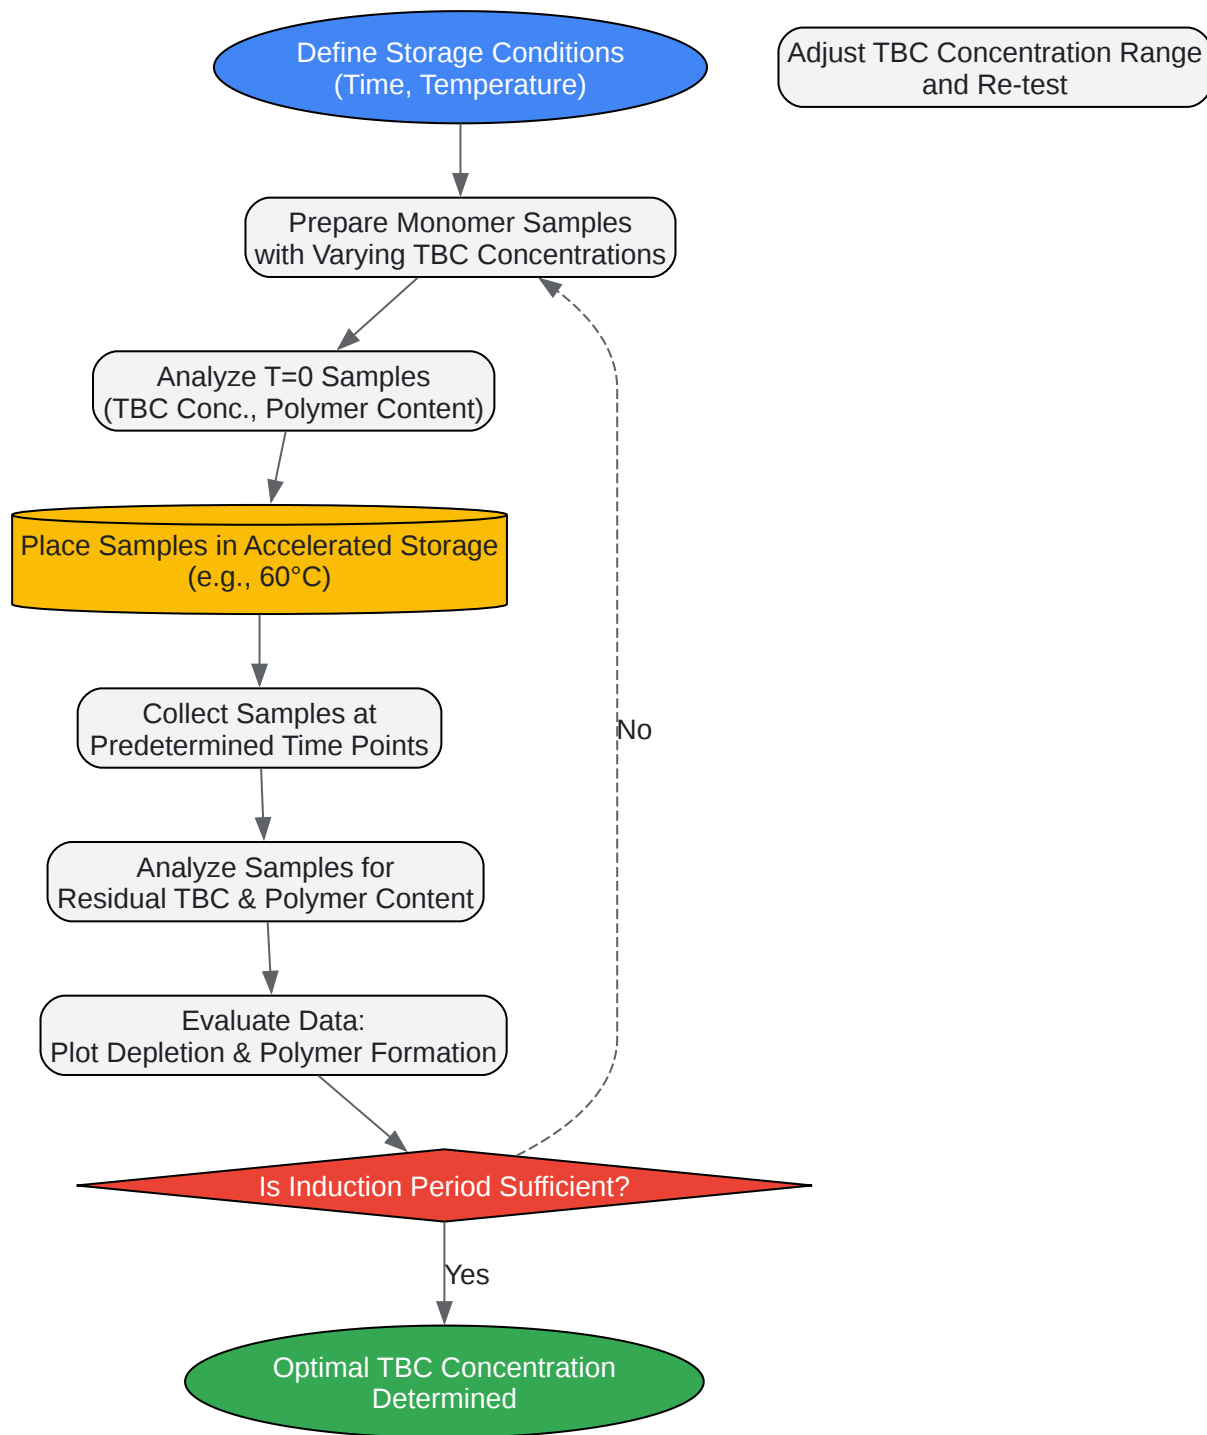 Define Storage Conditions
(Time, Temperature)
Adjust TBC Concentration Range
and Re-test
Prepare Monomer Samples
with Varying TBC Concentrations
Analyze T=0 Samples
(TBC Conc., Polymer Content)
Place Samples in Accelerated Storage
(e.g., 60°C)
Collect Samples at
Predetermined Time Points
No
Analyze Samples for
Residual TBC & Polymer Content
Evaluate Data:
Plot Depletion & Polymer Formation
Is Induction Period Sufficient?
Yes
Optimal TBC Concentration
Determined